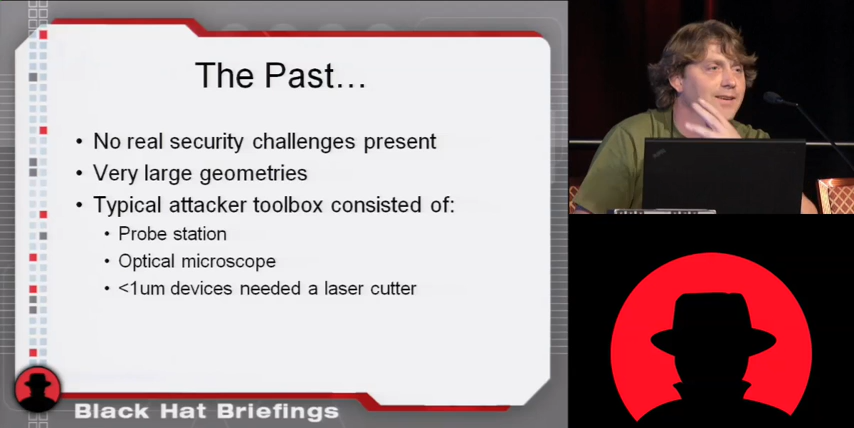 The Past…
• No real security challenges present
• Very large geometries
• Typical attacker toolbox consisted of:
• Probe station
• Optical microscope
• <1um devices needed a laser cutter
Black Hat Briefings